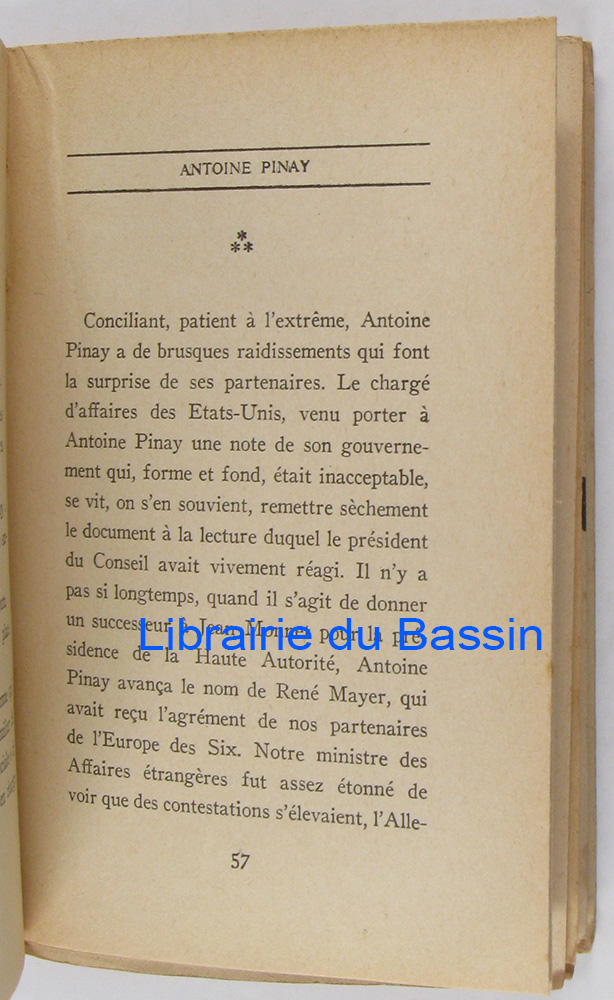 ANTOINE PINAY
Conciliant, patient à l'extrême, Antoine
Pinay a de brusques raidissements qui font
la surprise de ses partenaires. Le chargé
d'affaires des Etats-Unis, venu porter à
Antoine Pinay une note de son gouverne-
ment qui, forme et fond, était inacceptable,
se vit, on s'en souvient, remettre sèchement
le document à la lecture duquel le président
du Conseil avait vivement réagi. Il n'y a
pas si longtemps, quand il s'agit de donner
un successeur à Jean Monnet pour la pré-
Librairie du Bassin
sidence de la Haute Autorité, Antoine
Pinay avança le nom de René Mayer, qui
avait reçu l'agrément de nos partenaires
de l'Europe des Six. Notre ministre des
Affaires étrangères fut assez étonné de
voir que des contestations s'élevaient, l'Alle-
57